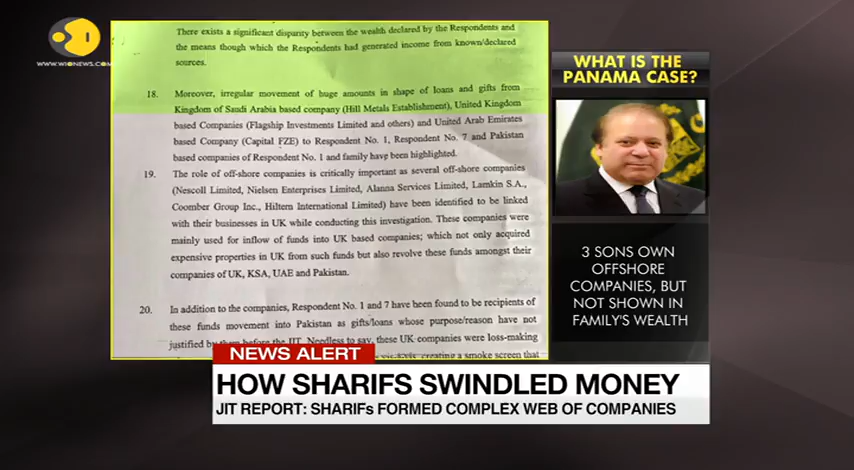 WWW.WIONEWS.COM
There exists a significant disparity between the wealth declared by the Respondents and
the means though which the Respondents had generated income from known/declared
sources.
18. Moreover, irregular movement of huge amounts in shape of loans and gifts from
Kingdom of Saudi Arabia based company (Hill Metals Establishment), United Kingdom
based Companies (Flagship Investments Limited and others) and United Arab Emirates
based Company (Capital FZE) to Respondent No. 1, Respondent No. 7 and Pakistan
based companies of Respondent No. 1 and family have been highlighted.
19. The role of off-shore companies is critically important as several off-shore companies
(Nescoll Limited, Nielsen Enterprises Limited, Alanna Services Limited, Lamkin S.A.,
Coomber Group Inc., Hiltern International Limited) have been identified to be linked
with their businesses in UK while conducting this investigation. These companies were
mainly used for inflow of funds into UK based companies; which not only acquired
expensive properties in UK from such funds but also revolve these funds amongst their
companies of UK, KSA, UAE and Pakistan.
20. In addition to the companies, Respondent No. 1 and 7 have been found to be recipients of
these funds movement into Pakistan as gifts/loans whose purpose/reason have not
justified by them before the JIT. Needless to say, these UK companies were loss-making
creating a smoke screen that
WHAT IS THE
PANAMA CASE?
3 SONS OWN
OFFSHORE
COMPANIES, BUT
NOT SHOWN IN
FAMILY'S WEALTH
NEWS ALERT
HOW SHARIFS SWINDLED MONEY
JIT REPORT: SHARIFs FORMED COMPLEX WEB OF COMPANIES